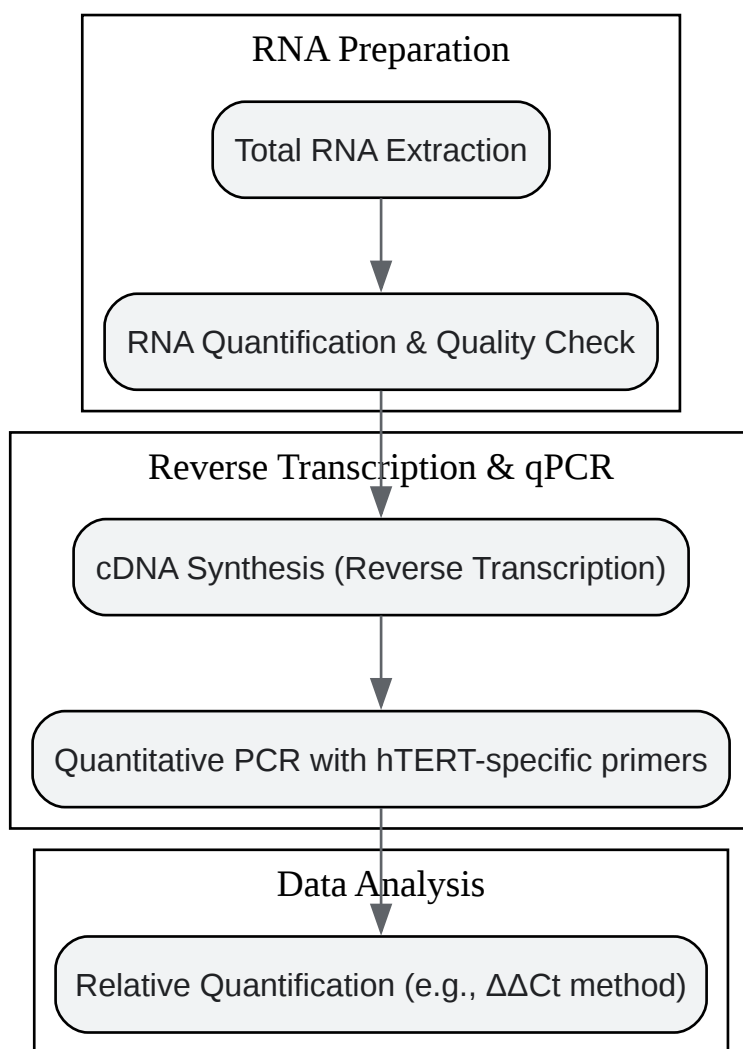 RNA Preparation
Total RNA Extraction
RNA Quantification & Quality Check
Reverse Transcription & qPCR
cDNA Synthesis (Reverse Transcription)
Quantitative PCR with hTERT-specific primers
Data Analysis
Relative Quantification (e.g., ΔΔCt method)